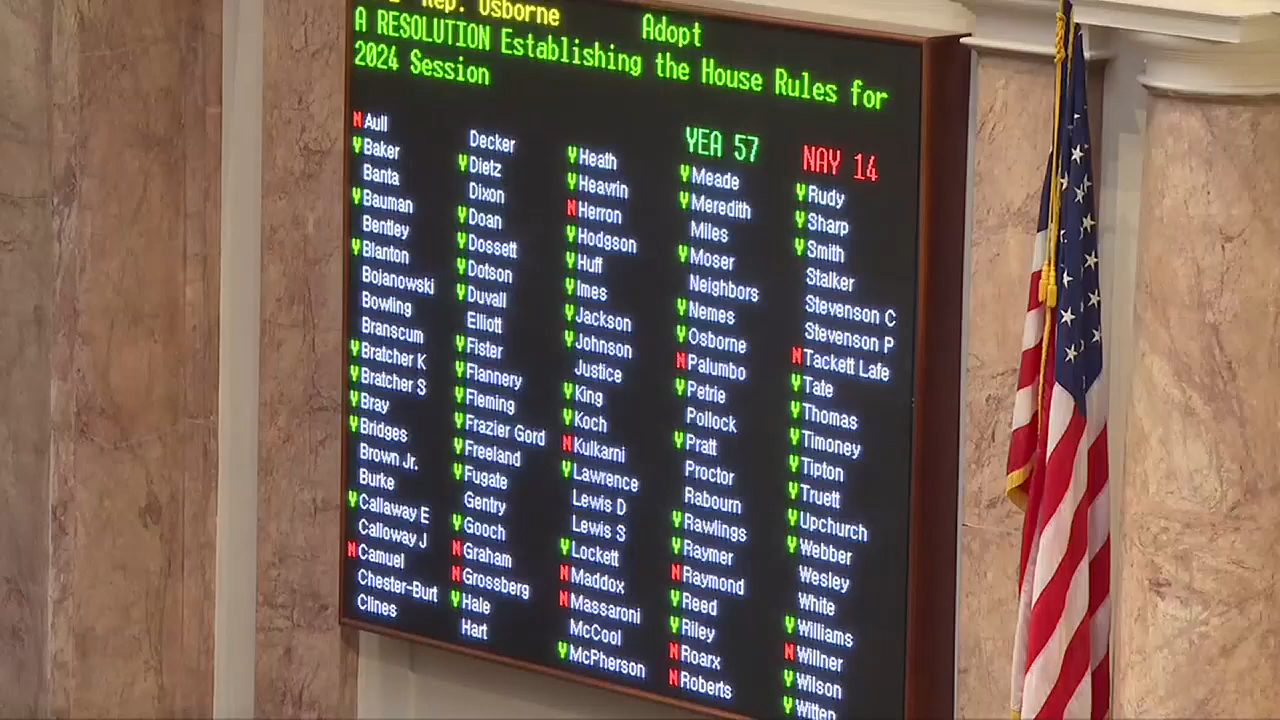 Rep. Osborne
Adopt
A RESOLUTION Establishing the House Rules for
2024 Session
YEA 57
NAY 14
N Aull
Y Baker
Banta
Y Bauman
Bentley
Y Blanton
Bojanowski
Bowling
Branscum
Y Bratcher K
Y Bratcher S
Y Bray
Y Bridges
Brown Jr.
Burke
Y Callaway E
Calloway J
N Camuel
Chester-Burt
Clines
Decker
Y Dietz
Dixon
Y Doan
Y Dossett
Y Dotson
Y Duvall
Elliott
Y Fister
Y Flannery
Y Fleming
Y Frazier Gord
Y Freeland
Y Fugate
Gentry
Y Gooch
N Graham
N Grossberg
Y Hale
Hart
Y Heath
Y Heavrin
N Herron
Y Hodgson
Y Huff
Y Imes
Y Jackson
Y Johnson
Justice
Y King
Y Koch
N Kulkarni
Y Lawrence
Lewis D
Lewis S
Y Lockett
N Maddox
N Massaroni
McCool
Y McPherson
Y Meade
Y Meredith
Miles
Y Moser
Neighbors
Y Nemes
Y Osborne
N Palumbo
Y Petrie
Pollock
Y Pratt
Proctor
Rabourn
Y Rawlings
Y Raymer
N Raymond
Y Reed
Y Riley
N Roarx
N Roberts
Y Rudy
Y Sharp
Y Smith
Stalker
Stevenson C
Stevenson P
N Tackett Lafe
Y Tate
Y Thomas
Y Timoney
Y Tipton
Y Truett
Y Upchurch
Y Webber
Wesley
White
Y Williams
N Willner
Y Wilson
Y Witten